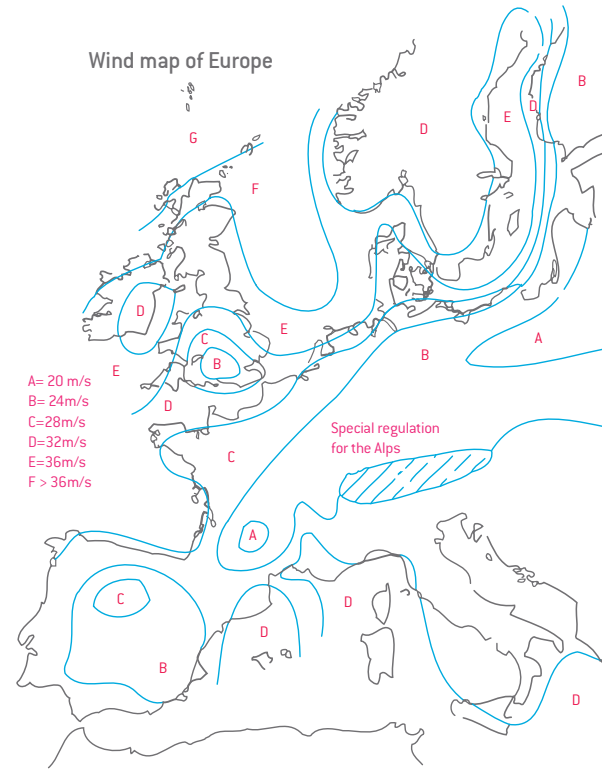 Wind map of Europe
B
D
E
D
G
F
D
E
C
B
A
B
E
D
A= 20 m/s
B= 24m/s
C=28m/s
D=32m/s
E=36m/s
F > 36m/s
Special regulation
for the Alps
C
A
C
D
D
B
D